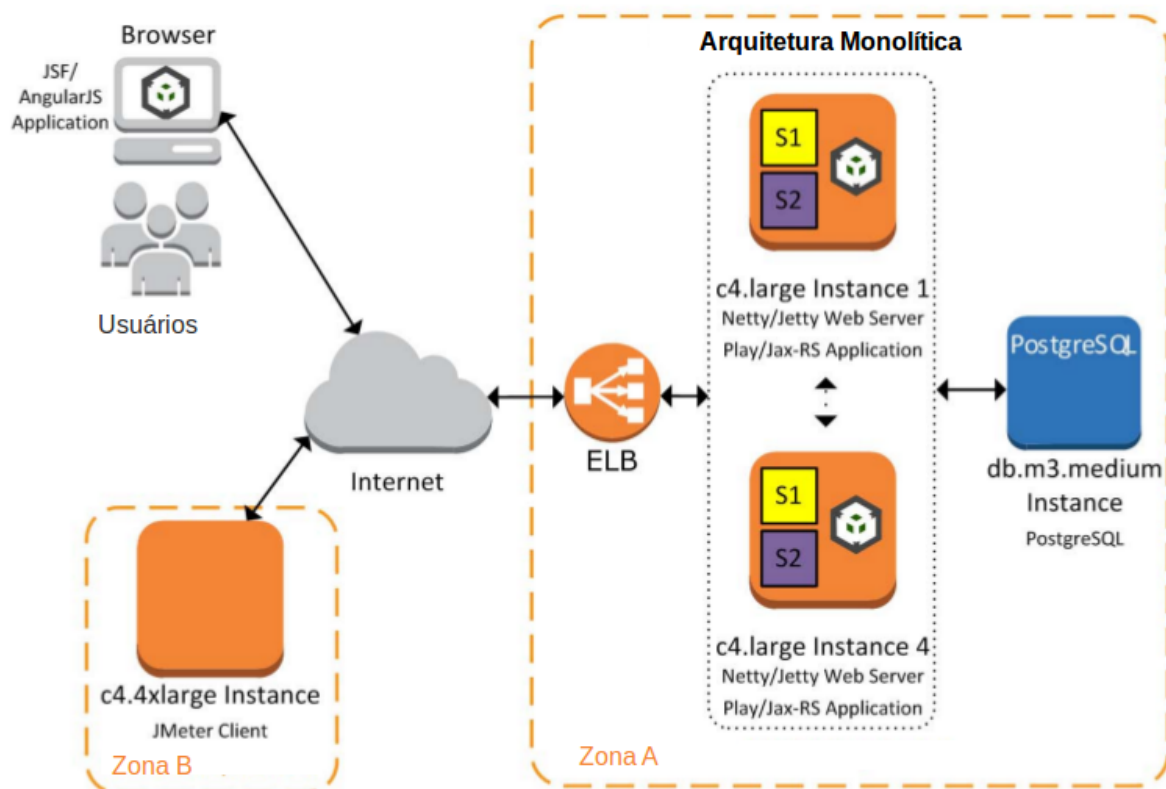 Browser
JSF/
AngularJS
Application
Usuários
Internet
c4.4xlarge Instance
JMeter Client
Zona B
Arquitetura Monolítica
ELB
S1
S2
c4.large Instance 1
Netty/Jetty Web Server
Play/Jax-RS Application
S1
S2
c4.large Instance 4
Netty/Jetty Web Server
Play/Jax-RS Application
PostgreSQL
db.m3.medium
Instance
PostgreSQL
Zona A